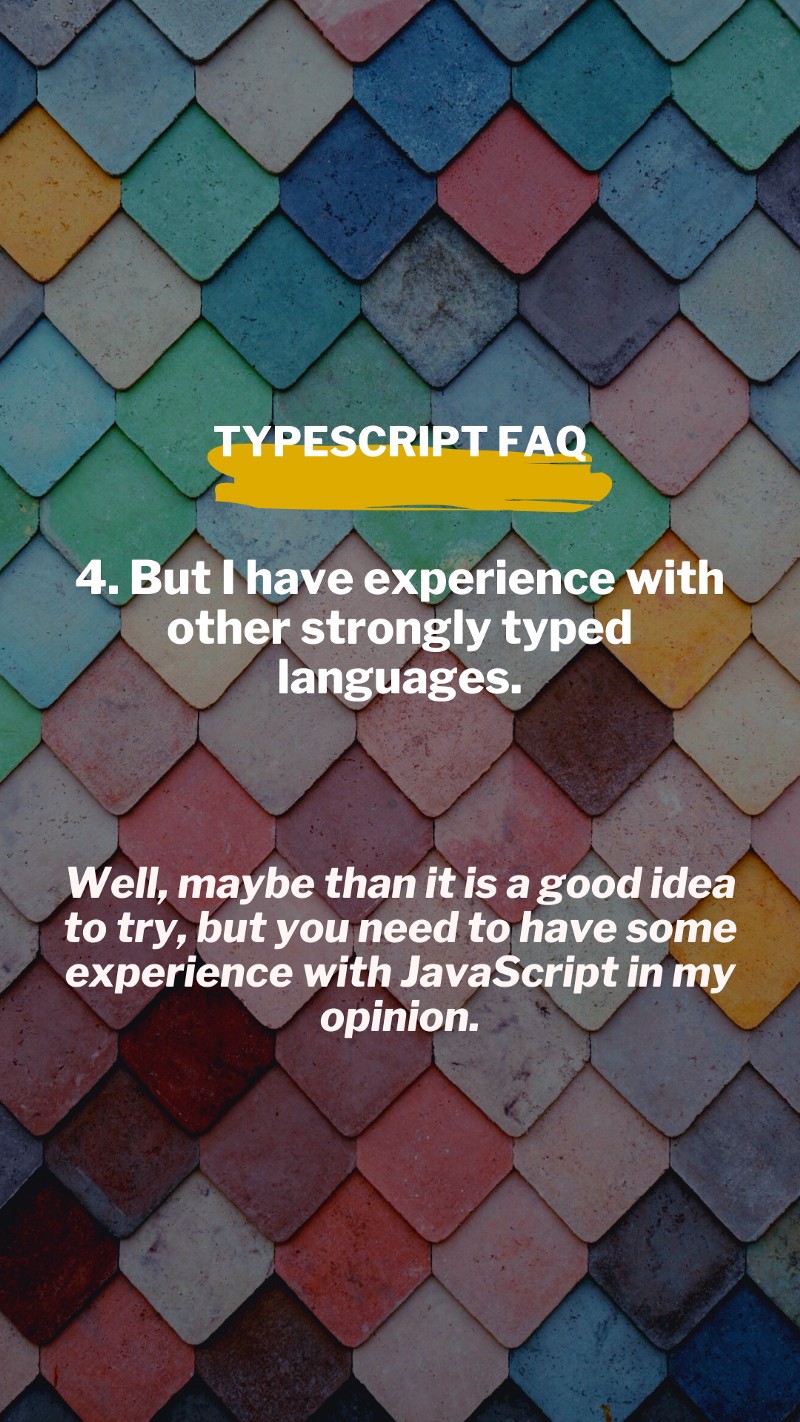 TYPESCRIPT FAQ
4. But I have experience with
other strongly typed
languages.
Well, maybe than it is a good idea
to try, but you need to have some
experience with JavaScript in my
opinion.